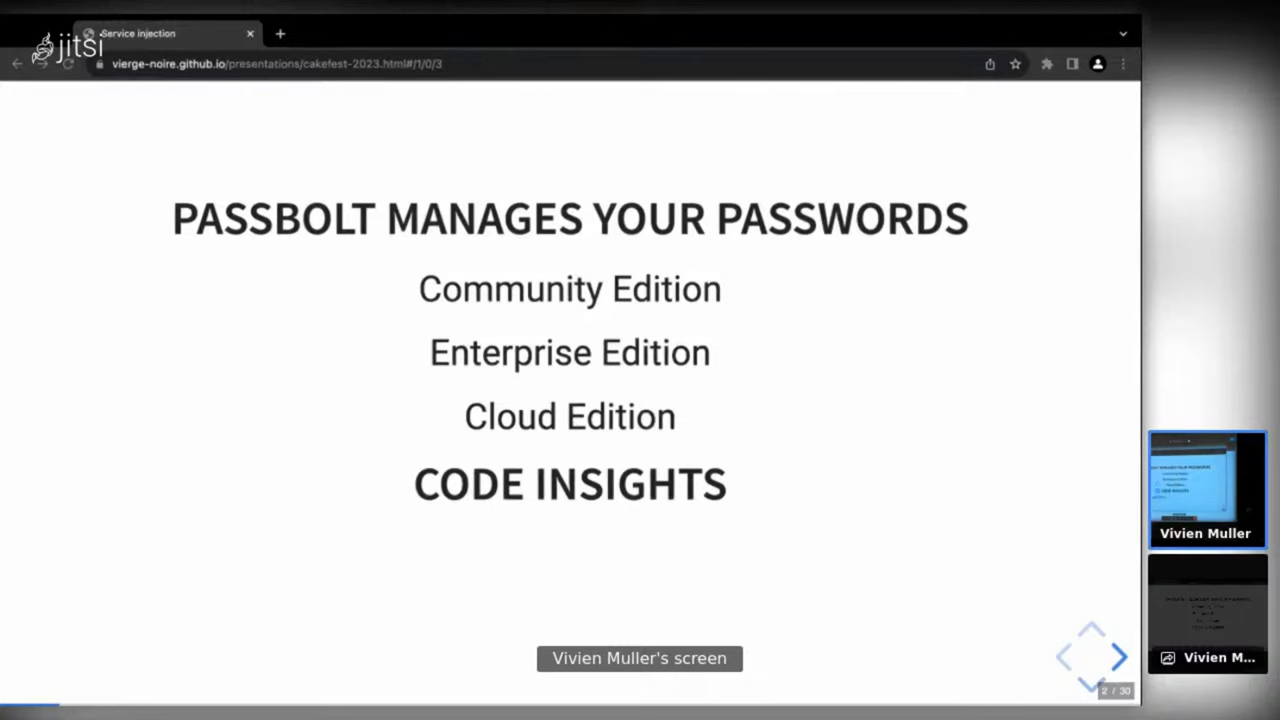 Service injection
jitsi
vierge-noire.github.io/presentations/cakefest-2023.html#/1/0/3
PASSBOLT MANAGES YOUR PASSWORDS
Community Edition
Enterprise Edition
Cloud Edition
CODE INSIGHTS
Vivien Muller
Vivien Muller's screen
Vivien M...
2 / 30